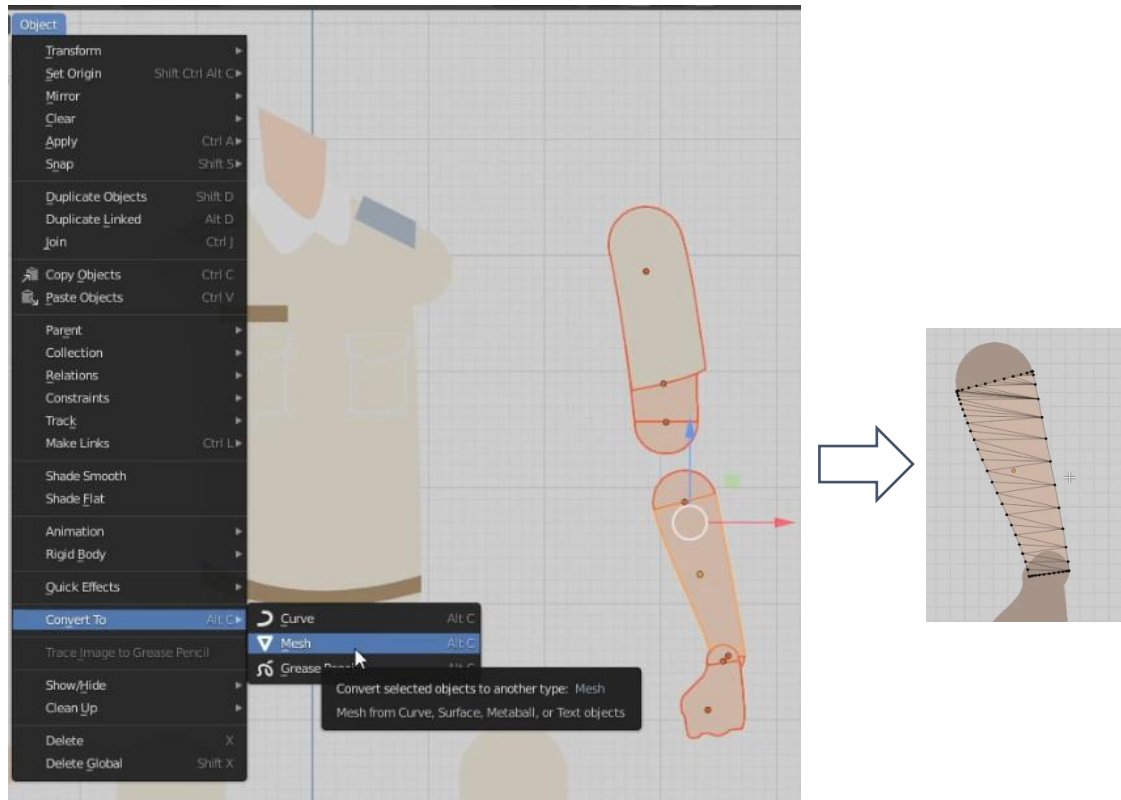 Object
Transform
Set Origin Shift Ctrl Alt C
Mirror
Clear
Apply Ctrl A
Snap Shift S
Duplicate Objects Shift D
Duplicate Linked Alt D
Join Ctrl J
Copy Objects Ctrl C
Paste Objects Ctrl V
Parent
Collection
Relations
Constraints
Track
Make Links Ctrl L
Shade Smooth
Shade Flat
Animation
Rigid Body
Quick Effects
Convert To Alt C
Curve Alt C
Mesh Alt C
Trace Image to Grease Pencil
Grease Pencil Alt C
Show/Hide
Convert selected objects to another type: Mesh
Clean Up
Mesh from Curve, Surface, Metaball, or Text objects
Delete X
Delete Global Shift X